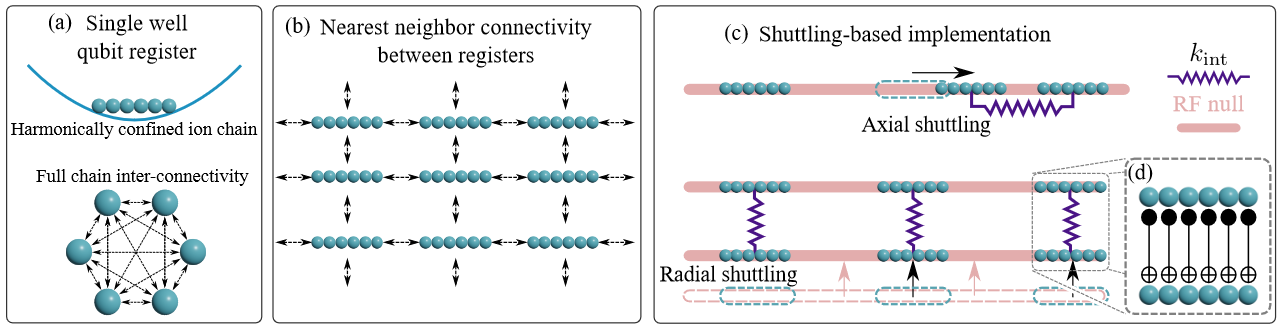 (a) Single well
qubit register
Harmonically confined ion chain
Full chain inter-connectivity
(b) Nearest neighbor connectivity
between registers
(c) Shuttling-based implementation
Axial shuttling
k_int
RF null
Radial shuttling
(d)